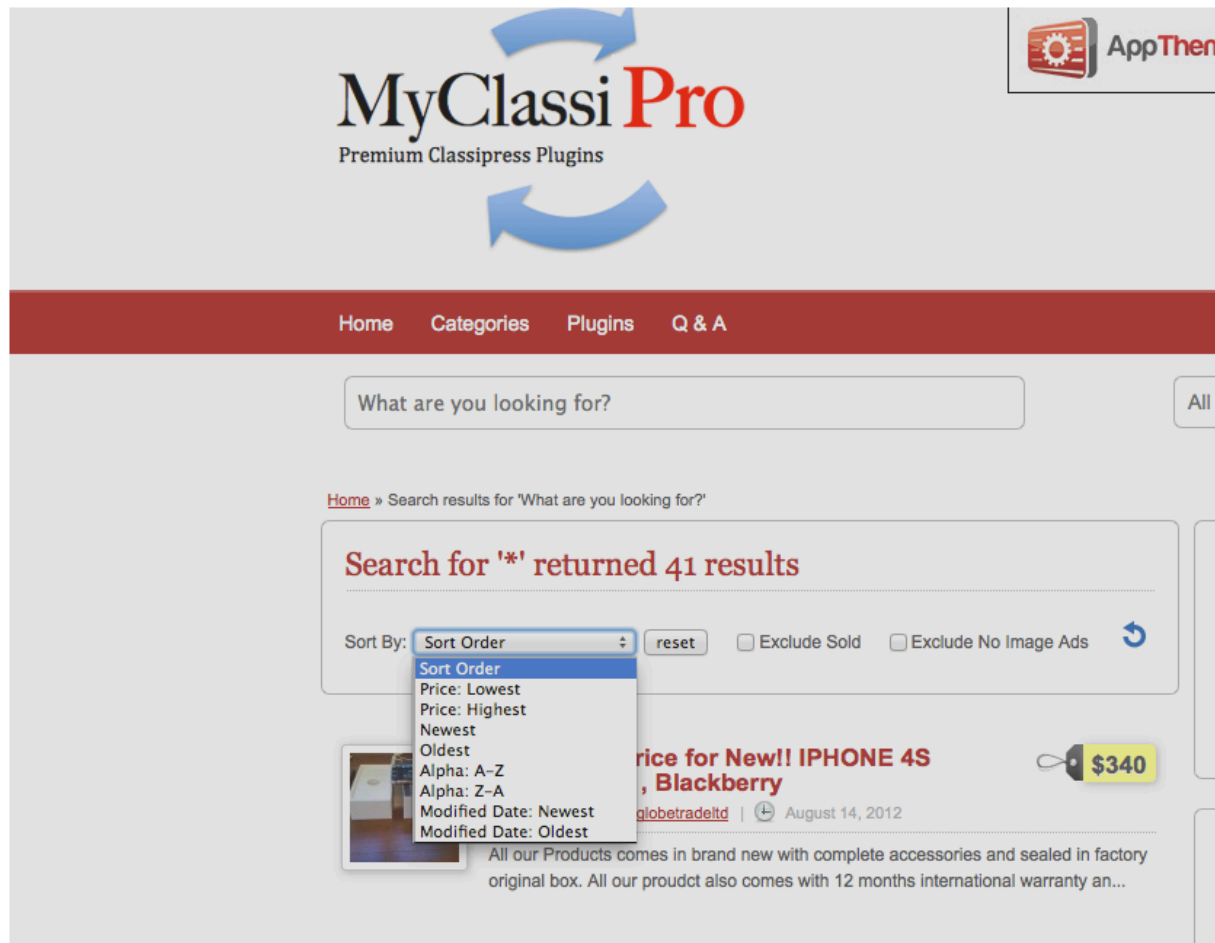 AppThem
MyClassi Pro
Premium Classipress Plugins
Home Categories Plugins Q & A
What are you looking for?
All
Home » Search results for 'What are you looking for?'
Search for '*' returned 41 results
Sort By: Sort Order reset Exclude Sold Exclude No Image Ads
Sort Order
Price: Lowest
Price: Highest
Newest
Oldest
Alpha: A-Z
Alpha: Z-A
Modified Date: Newest
Modified Date: Oldest
rice for New!! IPHONE 4S
, Blackberry
$340
globetradeltd | August 14, 2012
All our Products comes in brand new with complete accessories and sealed in factory
original box. All our proudct also comes with 12 months international warranty an...